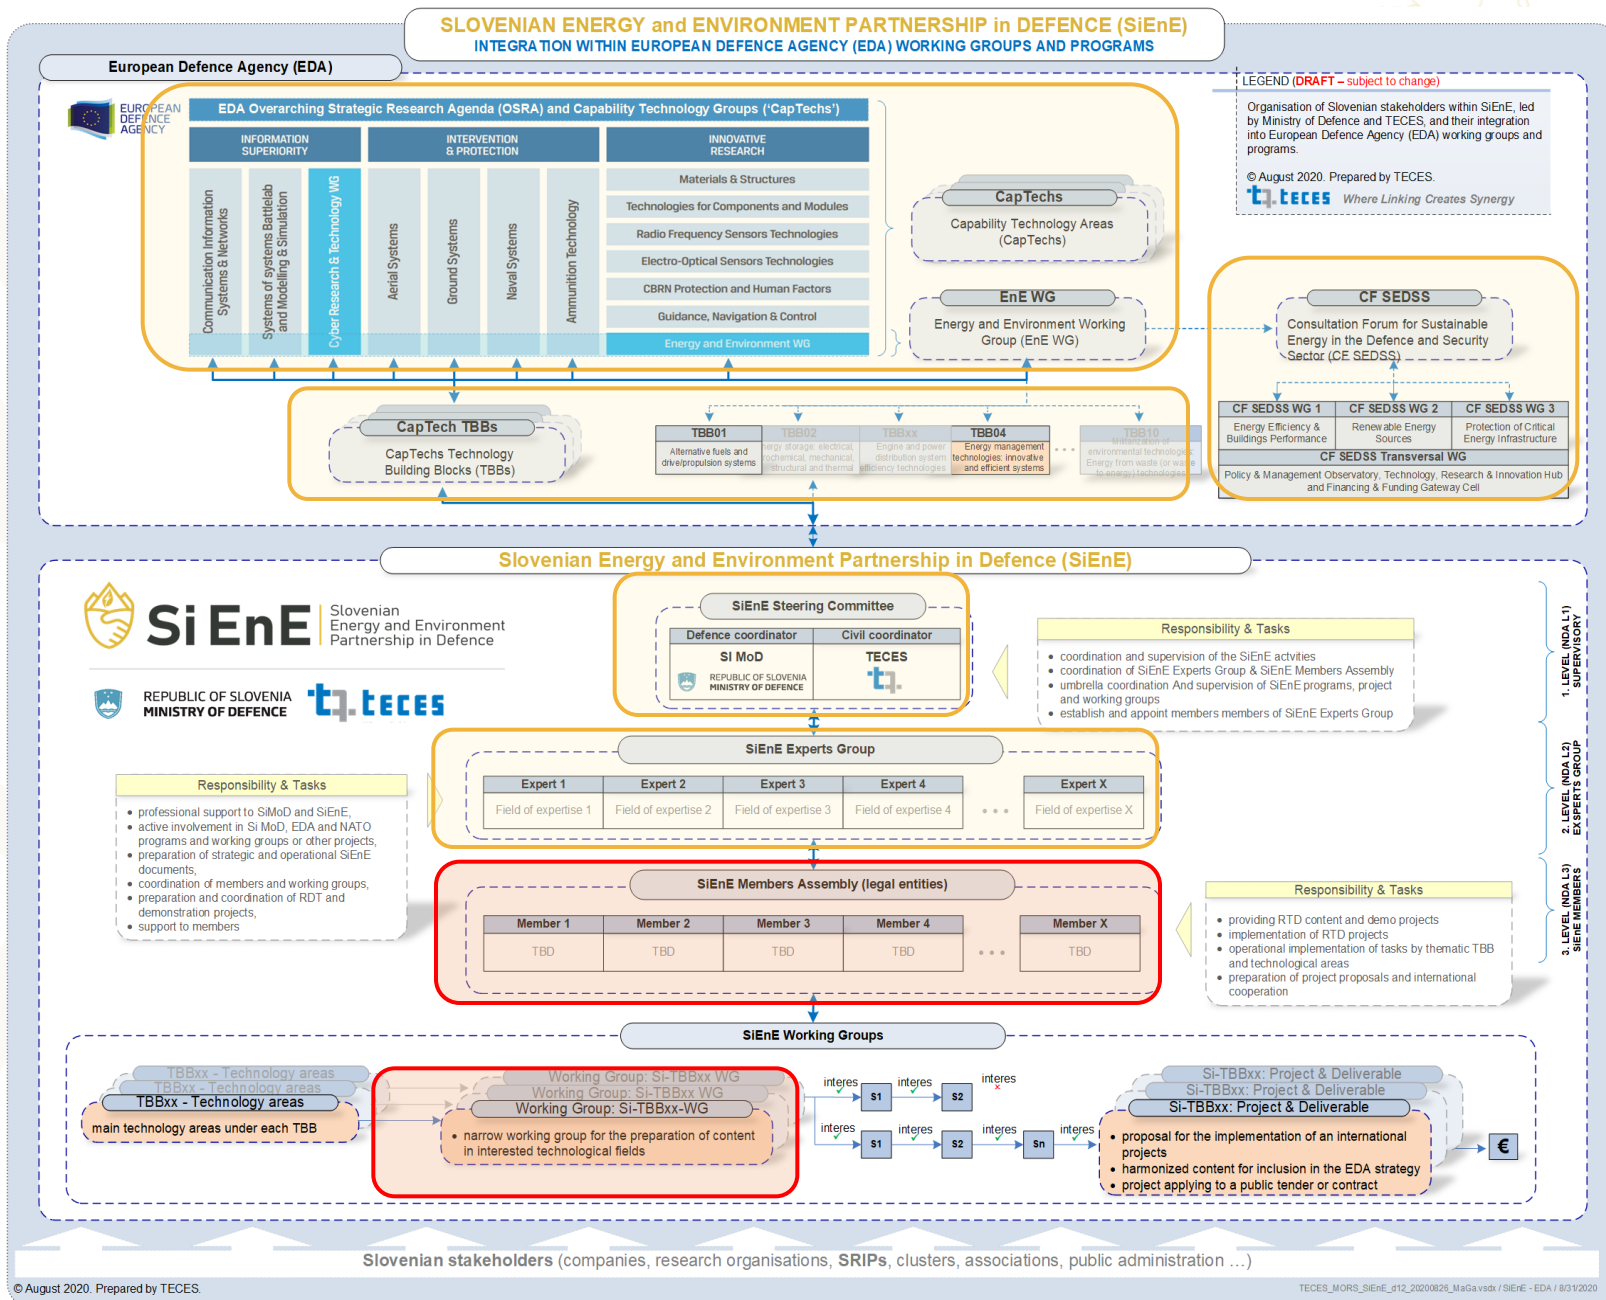 SLOVENIAN ENERGY and ENVIRONMENT PARTNERSHIP in DEFENCE (SiEnE)
INTEGRATION WITHIN EUROPEAN DEFENCE AGENCY (EDA) WORKING GROUPS AND PROGRAMS
European Defence Agency (EDA)
EUROPEAN
DEFENCE
AGENCY
LEGEND (DRAFT – subject to change)
Organisation of Slovenian stakeholders within SiEnE, led
by Ministry of Defence and TECES, and their integration
into European Defence Agency (EDA) working groups and
programs.
© August 2020. Prepared by TECES.
teces Where Linking Creates Synergy
EDA Overarching Strategic Research Agenda (OSRA) and Capability Technology Groups ('CapTechs')
INFORMATION
SUPERIORITY
INTERVENTION
& PROTECTION
INNOVATIVE
RESEARCH
Communication Information
Systems & Networks
Systems of systems Battlelab
and Modelling & Simulation
Cyber Research & Technology WG
Aerial Systems
Ground Systems
Naval Systems
Ammunition Technology
Materials & Structures
Technologies for Components and Modules
Radio Frequency Sensors Technologies
Electro-Optical Sensors Technologies
CBRN Protection and Human Factors
Guidance, Navigation & Control
Energy and Environment WG
CapTechs
Capability Technology Areas
(CapTechs)
EnE WG
Energy and Environment Working
Group (EnE WG)
CF SEDSS
Consultation Forum for Sustainable
Energy in the Defence and Security
Sector (CF SEDSS)
CF SEDSS WG 1
Energy Efficiency &
Buildings Performance
CF SEDSS WG 2
Renewable Energy
Sources
CF SEDSS WG 3
Protection of Critical
Energy Infrastructure
CF SEDSS Transversal WG
Policy & Management Observatory, Technology, Research & Innovation Hub
and Financing & Funding Gateway Cell
CapTech TBBs
CapTechs Technology
Building Blocks (TBBs)
TBB01
Alternative fuels and
drive/propulsion systems
TBB02
energy storage: electrical,
mechanical,
structural and thermal
TBBxx
Engine and power
distribution system
efficiency technologies
TBB04
Energy management
technologies: innovative
and efficient systems
TBB10
environmental technologies
Energy from waste (or waste
to energy) technologies
Slovenian Energy and Environment Partnership in Defence (SiEnE)
Si EnE
Slovenian
Energy and Environment
Partnership in Defence
REPUBLIC OF SLOVENIA
MINISTRY OF DEFENCE
teces
SiEnE Steering Committee
Defence coordinator
SI MoD
REPUBLIC OF SLOVENIA
MINISTRY OF DEFENCE
Civil coordinator
TECES
Responsibility & Tasks
• coordination and supervision of the SiEnE actvities
• coordination of SiEnE Experts Group & SiEnE Members Assembly
• umbrella coordination And supervision of SiEnE programs, project
and working groups
• establish and appoint members members of SiEnE Experts Group
1. LEVEL (NDA L1)
SUPERVISORY
SiEnE Experts Group
Expert 1
Field of expertise 1
Expert 2
Field of expertise 2
Expert 3
Field of expertise 3
Expert 4
Field of expertise 4
Expert X
Field of expertise X
2. LEVEL (NDA L2)
EXSPERTS GROUP
Responsibility & Tasks
• professional support to SiMoD and SiEnE,
• active involvement in Si MoD, EDA and NATO
programs and working groups or other projects,
• preparation of strategic and operational SiEnE
documents,
• coordination of members and working groups,
• preparation and coordination of RDT and
demonstration projects,
• support to members
SiEnE Members Assembly (legal entities)
Member 1
TBD
Member 2
TBD
Member 3
TBD
Member 4
TBD
Member X
TBD
Responsibility & Tasks
• providing RTD content and demo projects
• implementation of RTD projects
• operational implementation of tasks by thematic TBB
and technological areas
• preparation of project proposals and international
cooperation
3. LEVEL (NDA L3)
SiEnE MEMBERS
SiEnE Working Groups
TBBxx - Technology areas
TBBxx - Technology areas
TBBxx - Technology areas
main technology areas under each TBB
Working Group: Si-TBBxx WG
Working Group: Si-TBBxx WG
Working Group: Si-TBBxx-WG
• narrow working group for the preparation of content
in interested technological fields
interes
S1
interes
S2
interes
interes
S1
interes
S2
interes
Sn
interes
Si-TBBxx: Project & Deliverable
Si-TBBxx: Project & Deliverable
Si-TBBxx: Project & Deliverable
• proposal for the implementation of an international
projects
• harmonized content for inclusion in the EDA strategy
• project applying to a public tender or contract
€
Slovenian stakeholders (companies, research organisations, SRIPs, clusters, associations, public administration ...)
© August 2020. Prepared by TECES.
TECES_MORS_SiEnE_d12_20200826_MaGa.vsdx / SiEnE - EDA / 8/31/2020